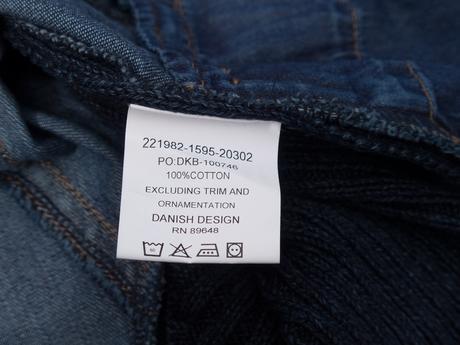 221982-1595-20302
PO:DKB-100746
100%COTTON
EXCLUDING TRIM AND
ORNAMENTATION
DANISH DESIGN
RN 89648